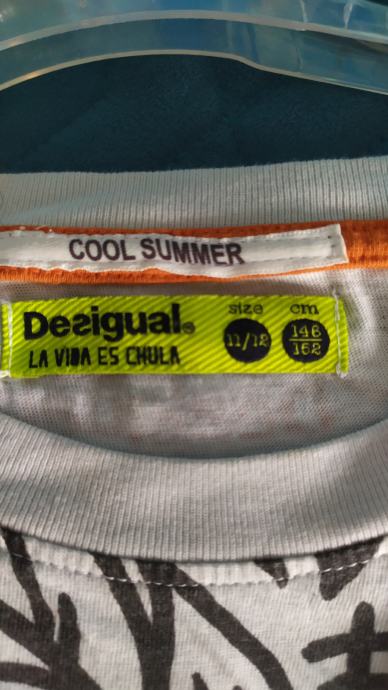 COOL SUMMER
Desigual®
LA VIDA ES CHULA
size
11/12
cm
146
152